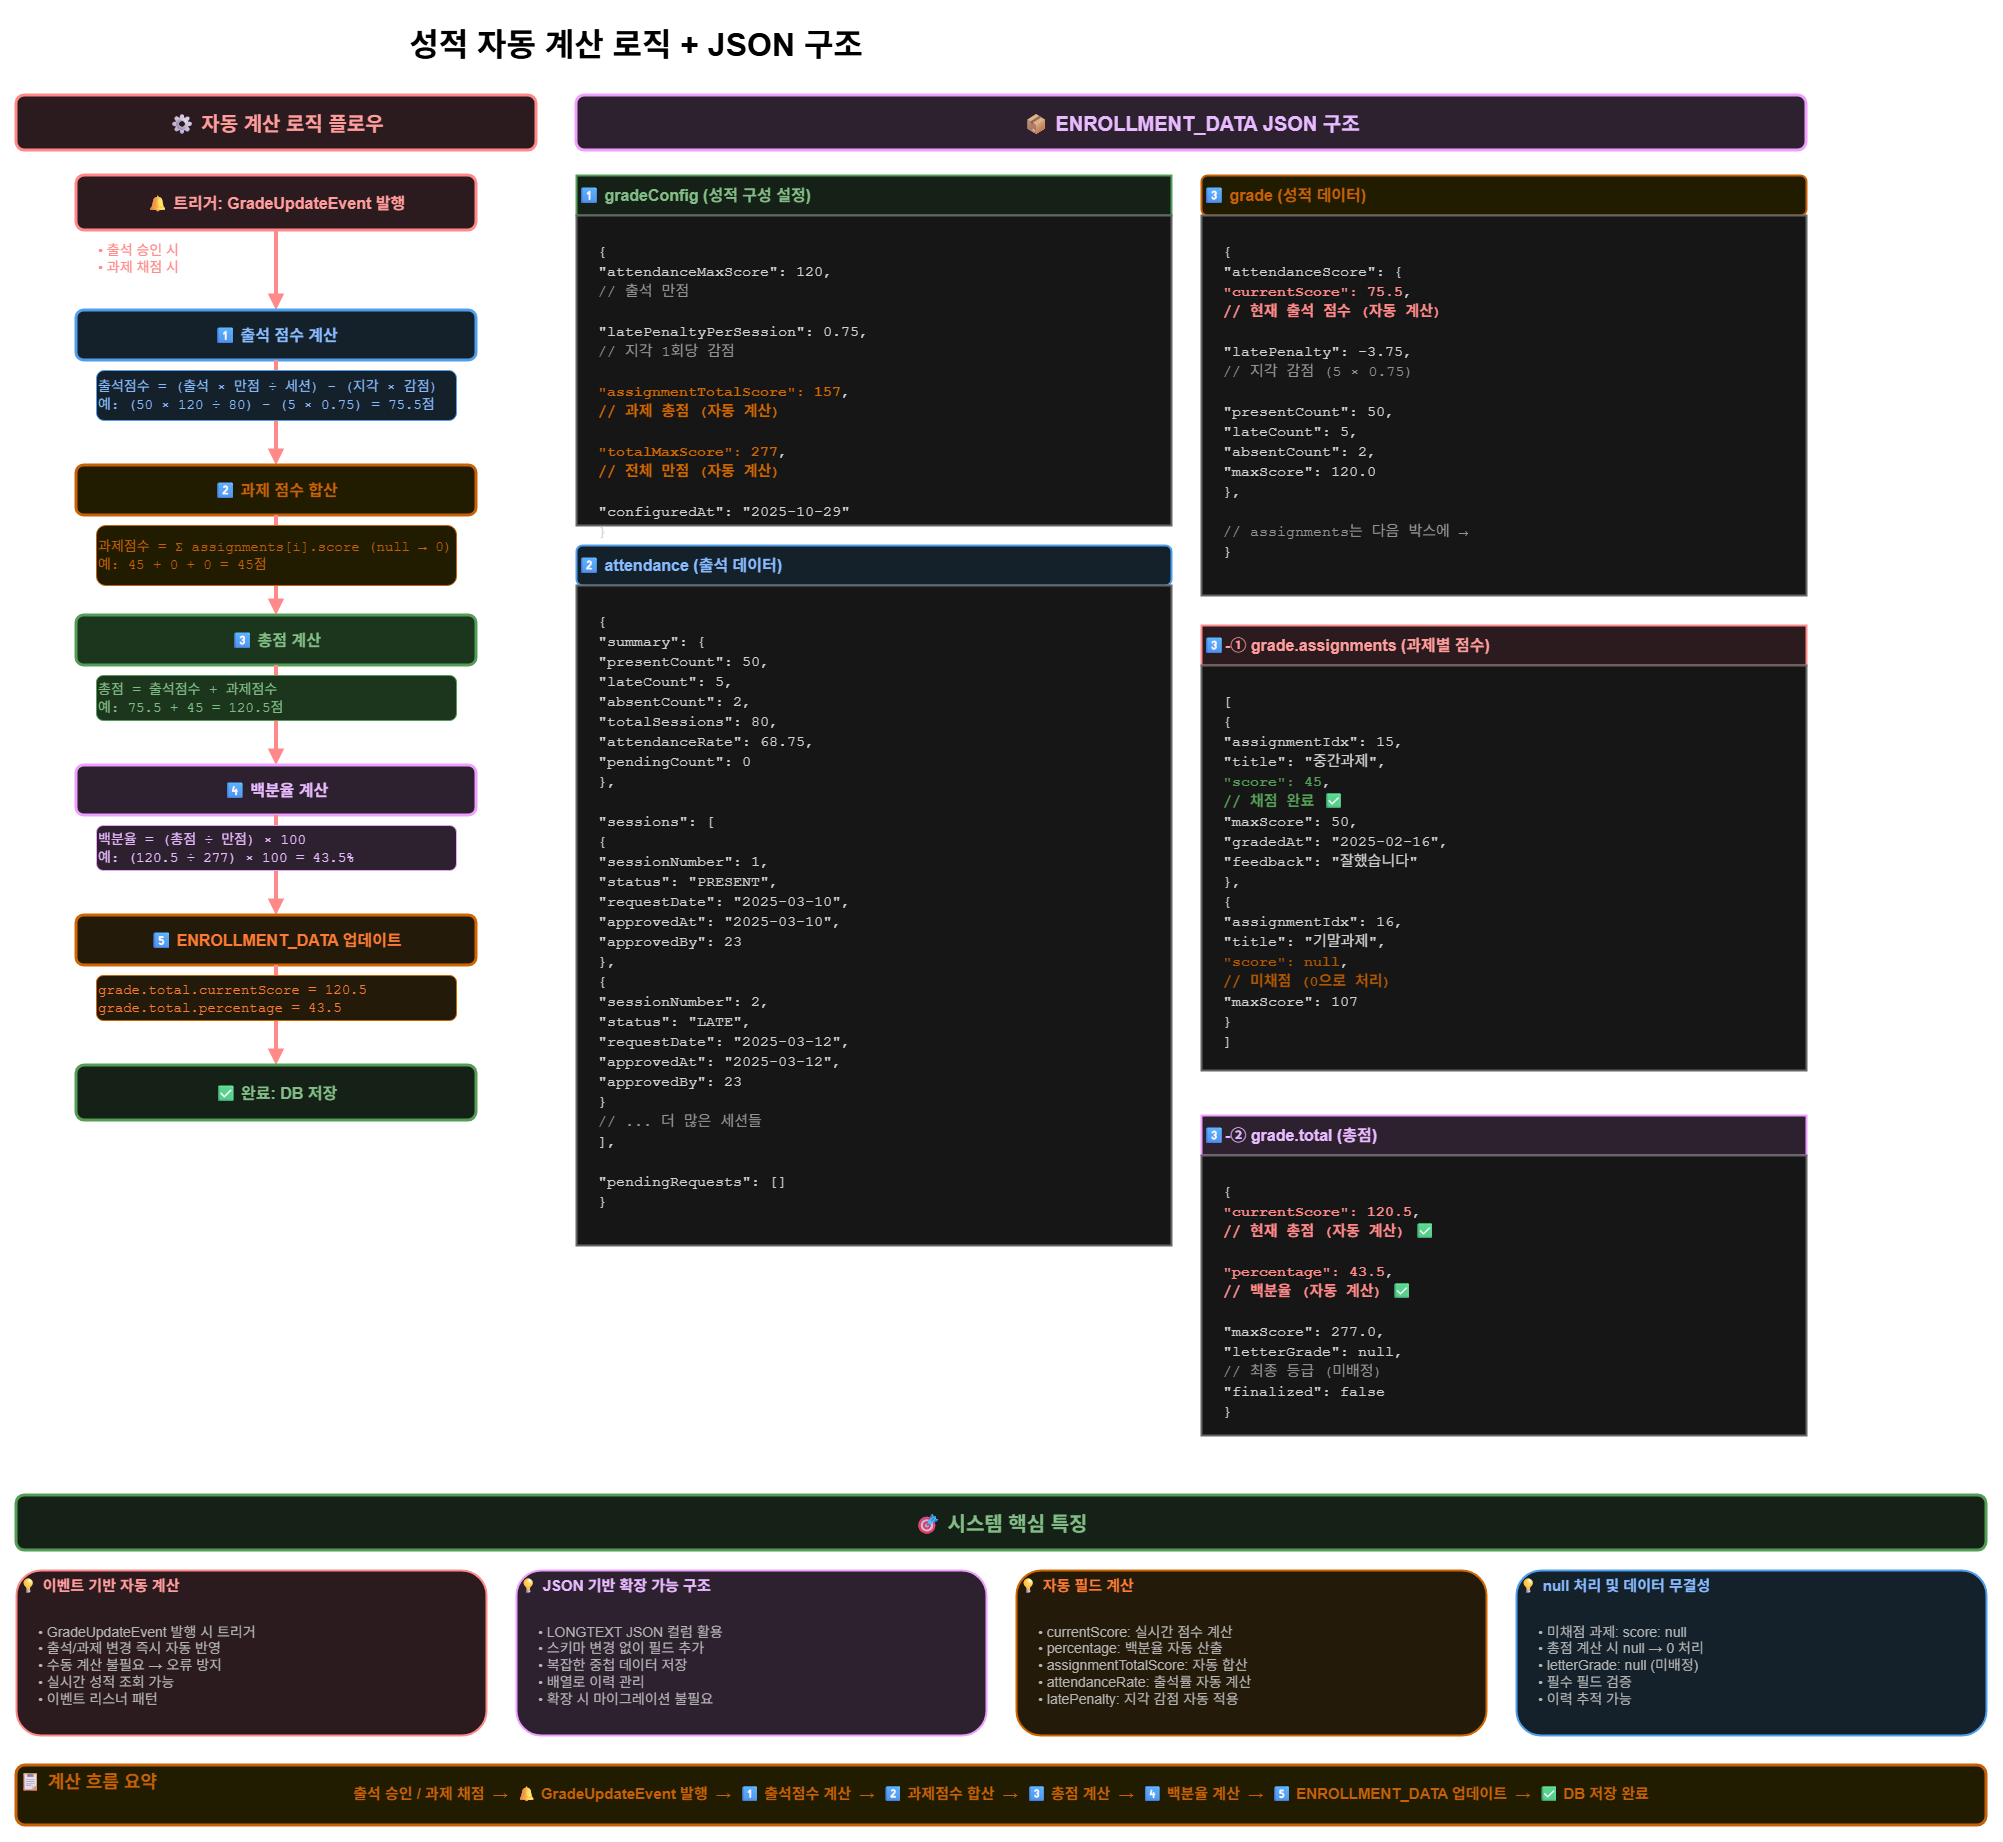 성적 자동 계산 로직 + JSON 구조
⚙️ 자동 계산 로직 플로우
🔔 트리거: GradeUpdateEvent 발행
• 출석 승인 시
• 과제 채점 시
1️⃣ 출석 점수 계산
출석점수 = (출석 × 만점 ÷ 세션) - (지각 × 감점)
예: (50 × 120 ÷ 80) - (5 × 0.75) = 75.5점
2️⃣ 과제 점수 합산
과제점수 = Σ assignments[i].score (null → 0)
예: 45 + 0 + 0 = 45점
3️⃣ 총점 계산
총점 = 출석점수 + 과제점수
예: 75.5 + 45 = 120.5점
4️⃣ 백분율 계산
백분율 = (총점 ÷ 만점) × 100
예: (120.5 ÷ 277) × 100 = 43.5%
5️⃣ ENROLLMENT_DATA 업데이트
grade.total.currentScore = 120.5
grade.total.percentage = 43.5
✅ 완료: DB 저장
📦 ENROLLMENT_DATA JSON 구조
1️⃣ gradeConfig (성적 구성 설정)
{
"attendanceMaxScore": 120,
// 출석 만점
"latePenaltyPerSession": 0.75,
// 지각 1회당 감점
"assignmentTotalScore": 157,
// 과제 총점 (자동 계산)
"totalMaxScore": 277,
// 전체 만점 (자동 계산)
"configuredAt": "2025-10-29"
}
2️⃣ attendance (출석 데이터)
{
"summary": {
"presentCount": 50,
"lateCount": 5,
"absentCount": 2,
"totalSessions": 80,
"attendanceRate": 68.75,
"pendingCount": 0
},
"sessions": [
{
"sessionNumber": 1,
"status": "PRESENT",
"requestDate": "2025-03-10",
"approvedAt": "2025-03-10",
"approvedBy": 23
},
{
"sessionNumber": 2,
"status": "LATE",
"requestDate": "2025-03-12",
"approvedAt": "2025-03-12",
"approvedBy": 23
}
// ... 더 많은 세션들
],
"pendingRequests": []
}
3️⃣ grade (성적 데이터)
{
"attendanceScore": {
"currentScore": 75.5,
// 현재 출석 점수 (자동 계산)
"latePenalty": -3.75,
// 지각 감점 (5 × 0.75)
"presentCount": 50,
"lateCount": 5,
"absentCount": 2,
"maxScore": 120.0
},
// assignments는 다음 박스에 →
}
3️⃣-① grade.assignments (과제별 점수)
[
{
"assignmentIdx": 15,
"title": "중간과제",
"score": 45,
// 채점 완료 ✅
"maxScore": 50,
"gradedAt": "2025-02-16",
"feedback": "잘했습니다"
},
{
"assignmentIdx": 16,
"title": "기말과제",
"score": null,
// 미채점 (0으로 처리)
"maxScore": 107
}
]
3️⃣-② grade.total (총점)
{
"currentScore": 120.5,
// 현재 총점 (자동 계산) ✅
"percentage": 43.5,
// 백분율 (자동 계산) ✅
"maxScore": 277.0,
"letterGrade": null,
// 최종 등급 (미배정)
"finalized": false
}
🎯 시스템 핵심 특징
💡 이벤트 기반 자동 계산
• GradeUpdateEvent 발행 시 트리거
• 출석/과제 변경 즉시 자동 반영
• 수동 계산 불필요 → 오류 방지
• 실시간 성적 조회 가능
• 이벤트 리스너 패턴
💡 JSON 기반 확장 가능 구조
• LONGTEXT JSON 컬럼 활용
• 스키마 변경 없이 필드 추가
• 복잡한 중첩 데이터 저장
• 배열로 이력 관리
• 확장 시 마이그레이션 불필요
💡 자동 필드 계산
• currentScore: 실시간 점수 계산
• percentage: 백분율 자동 산출
• assignmentTotalScore: 자동 합산
• attendanceRate: 출석률 자동 계산
• latePenalty: 지각 감점 자동 적용
💡 null 처리 및 데이터 무결성
• 미채점 과제: score: null
• 총점 계산 시 null → 0 처리
• letterGrade: null (미배정)
• 필수 필드 검증
• 이력 추적 가능
📋 계산 흐름 요약
출석 승인 / 과제 채점 → 🔔 GradeUpdateEvent 발행 → 1️⃣ 출석점수 계산 → 2️⃣ 과제점수 합산 → 3️⃣ 총점 계산 → 4️⃣ 백분율 계산 → 5️⃣ ENROLLMENT_DATA 업데이트 → ✅ DB 저장 완료